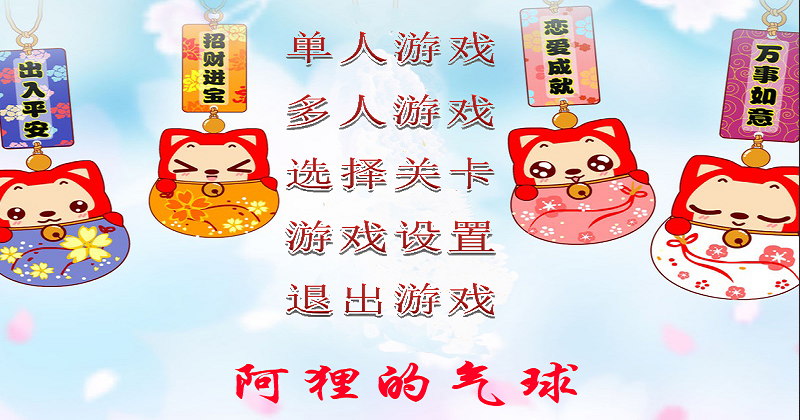 出入平安
招财进宝
恋爱成就
万事如意
单人游戏
多人游戏
选择关卡
游戏设置
退出游戏
阿狸的气球